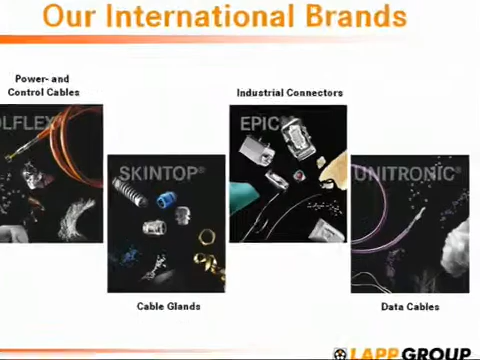 Our International Brands
Power- and
Control Cables
Industrial Connectors
LFLEX
EPIC®
SKINTOP®
UNITRONIC®
Cable Glands
Data Cables
LAPP GROUP